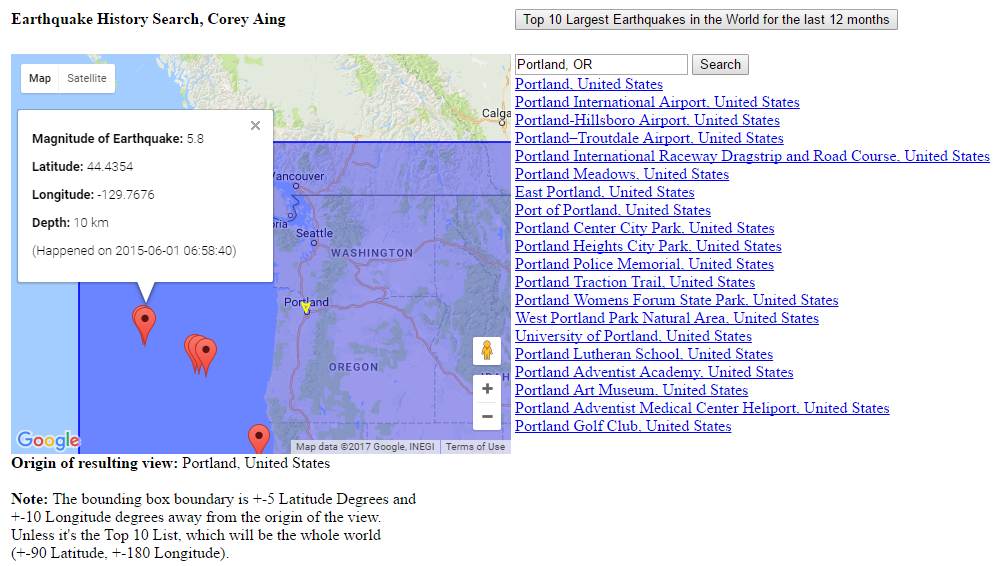 Earthquake History Search, Corey Aing
Top 10 Largest Earthquakes in the World for the last 12 months
Map Satellite
Magnitude of Earthquake: 5.8
Latitude: 44.4354
Longitude: -129.7676
Depth: 10 km
(Happened on 2015-06-01 06:58:40)
Calga
Vancouver
oria
Seattle
WASHINGTON
Portland
OREGON
Google
Map data ©2017 Google, INEGI Terms of Use
Portland, OR Search
Portland, United States
Portland International Airport, United States
Portland-Hillsboro Airport, United States
Portland–Troutdale Airport, United States
Portland International Raceway Dragstrip and Road Course, United States
Portland Meadows, United States
East Portland, United States
Port of Portland, United States
Portland Center City Park, United States
Portland Heights City Park, United States
Portland Police Memorial, United States
Portland Traction Trail, United States
Portland Womens Forum State Park, United States
West Portland Park Natural Area, United States
University of Portland, United States
Portland Lutheran School, United States
Portland Adventist Academy, United States
Portland Art Museum, United States
Portland Adventist Medical Center Heliport, United States
Portland Golf Club, United States
Origin of resulting view: Portland, United States
Note: The bounding box boundary is +-5 Latitude Degrees and
+-10 Longitude degrees away from the origin of the view.
Unless it's the Top 10 List, which will be the whole world
(+-90 Latitude, +-180 Longitude).